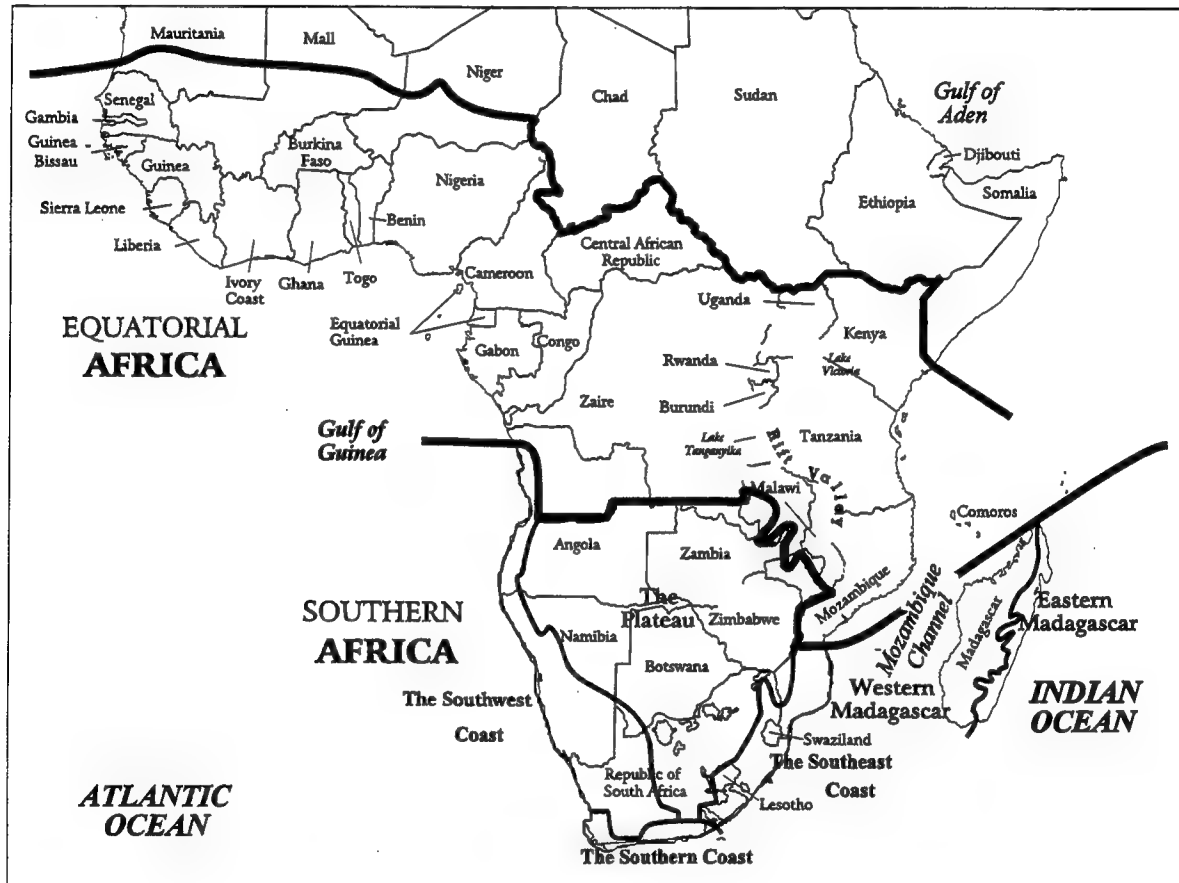 Mauritania
Mall
Niger
Chad
Sudan
Gulf of
Aden
Senegal
Gambia
Guinea
Bissau
Guinea
Burkina
Faso
Nigeria
Djibouti
Somalia
Ethiopia
Sierra Leone
Benin
Liberia
Central African
Republic
Ivory
Coast
Ghana
Togo
Cameroon
Uganda
EQUATORIAL
AFRICA
Equatorial
Guinea
Gabon
Congo
Kenya
Rwanda
Lake
Victoria
Burundi
Zaire
Gulf of
Guinea
Lake
Tanganyika
Rift Valley
Tanzania
Malawi
Comoros
Angola
Zambia
Mozambique
SOUTHERN
AFRICA
The
Plateau
Zimbabwe
Mozambique
Channel
Madagascar
Eastern
Madagascar
Namibia
Botswana
Western
Madagascar
INDIAN
OCEAN
The Southwest
Coast
Swaziland
The Southeast
Coast
Republic of
South Africa
Lesotho
ATLANTIC
OCEAN
The Southern Coast